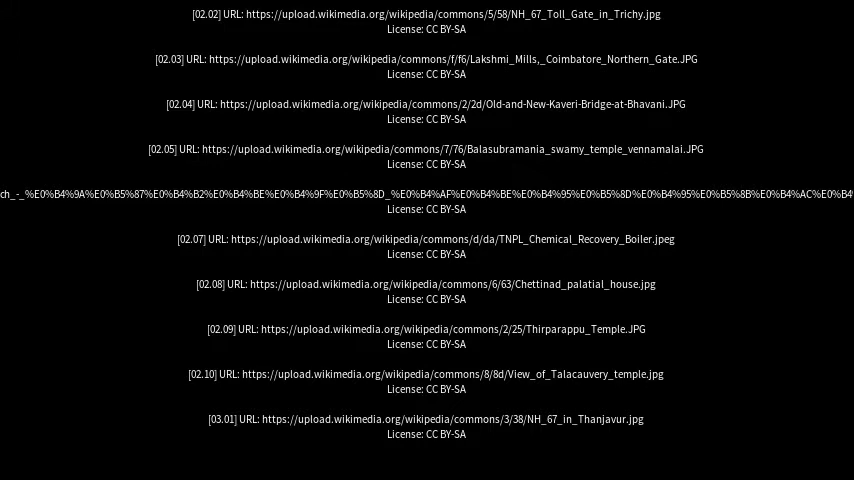 [02.02] URL: https://upload.wikimedia.org/wikipedia/commons/5/58/NH_67_Toll_Gate_in_Trichy.jpg
License: CC BY-SA
[02.03] URL: https://upload.wikimedia.org/wikipedia/commons/f/f6/Lakshmi_Mills,_Coimbatore_Northern_Gate.JPG
License: CC BY-SA
[02.04] URL: https://upload.wikimedia.org/wikipedia/commons/2/2d/Old-and-New-Kaveri-Bridge-at-Bhavani.JPG
License: CC BY-SA
[02.05] URL: https://upload.wikimedia.org/wikipedia/commons/7/76/Balasubramania_swamy_temple_vennamalai.JPG
License: CC BY-SA
ch_-_%E0%B4%9A%E0%B5%87%E0%B4%B2%E0%B4%BE%E0%B4%9F%E0%B5%8D_%E0%B4%AF%E0%B4%BE%E0%B4%95%E0%B5%8D%E0%B4%95%E0%B5%8B%E0%B4%AC%E0%B4
License: CC BY-SA
[02.07] URL: https://upload.wikimedia.org/wikipedia/commons/d/da/TNPL_Chemical_Recovery_Boiler.jpeg
License: CC BY-SA
[02.08] URL: https://upload.wikimedia.org/wikipedia/commons/6/63/Chettinad_palatial_house.jpg
License: CC BY-SA
[02.09] URL: https://upload.wikimedia.org/wikipedia/commons/2/25/Thirparappu_Temple.JPG
License: CC BY-SA
[02.10] URL: https://upload.wikimedia.org/wikipedia/commons/8/8d/View_of_Talacauvery_temple.jpg
License: CC BY-SA
[03.01] URL: https://upload.wikimedia.org/wikipedia/commons/3/38/NH_67_in_Thanjavur.jpg
License: CC BY-SA